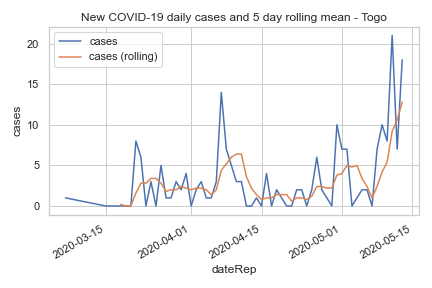 New COVID-19 daily cases and 5 day rolling mean - Togo
cases
cases (rolling)
20
15
10
5
0
cases
2020-03-15
2020-04-01
2020-04-15
2020-05-01
2020-05-15
dateRep